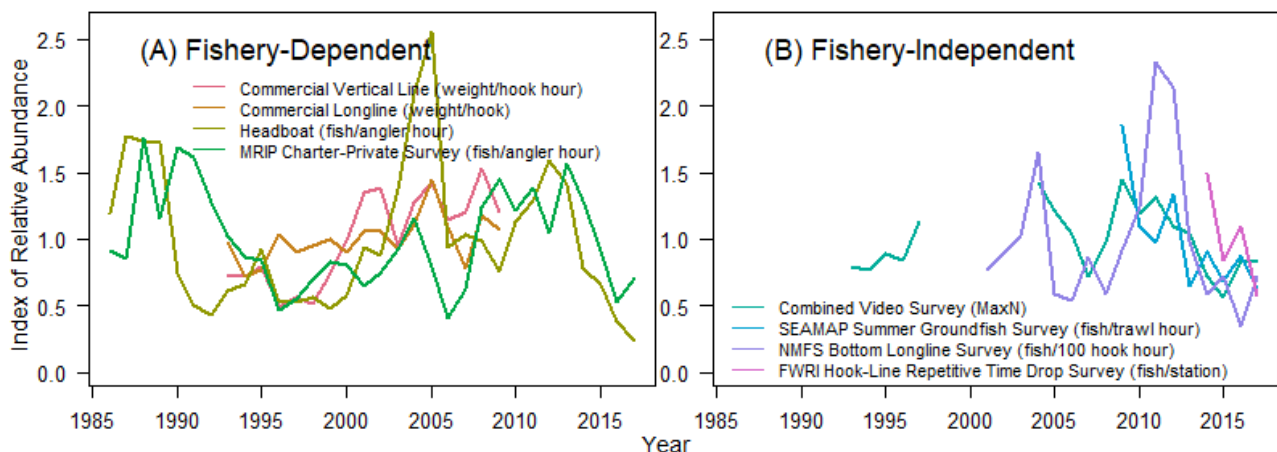 (A) Fishery-Dependent
Commercial Vertical Line (weight/hook hour)
Commercial Longline (weight/hook)
Headboat (fish/angler hour)
MRIP Charter-Private Survey (fish/angler hour)
Index of Relative Abundance
2.5
2.0
1.5
1.0
0.5
0.0
1985 1990 1995 2000 2005 2010 2015
(B) Fishery-Independent
Combined Video Survey (MaxN)
SEAMAP Summer Groundfish Survey (fish/trawl hour)
NMFS Bottom Longline Survey (fish/100 hook hour)
FWRI Hook-Line Repetitive Time Drop Survey (fish/station)
2.5
2.0
1.5
1.0
0.5
0.0
1985 1990 1995 2000 2005 2010 2015
Year